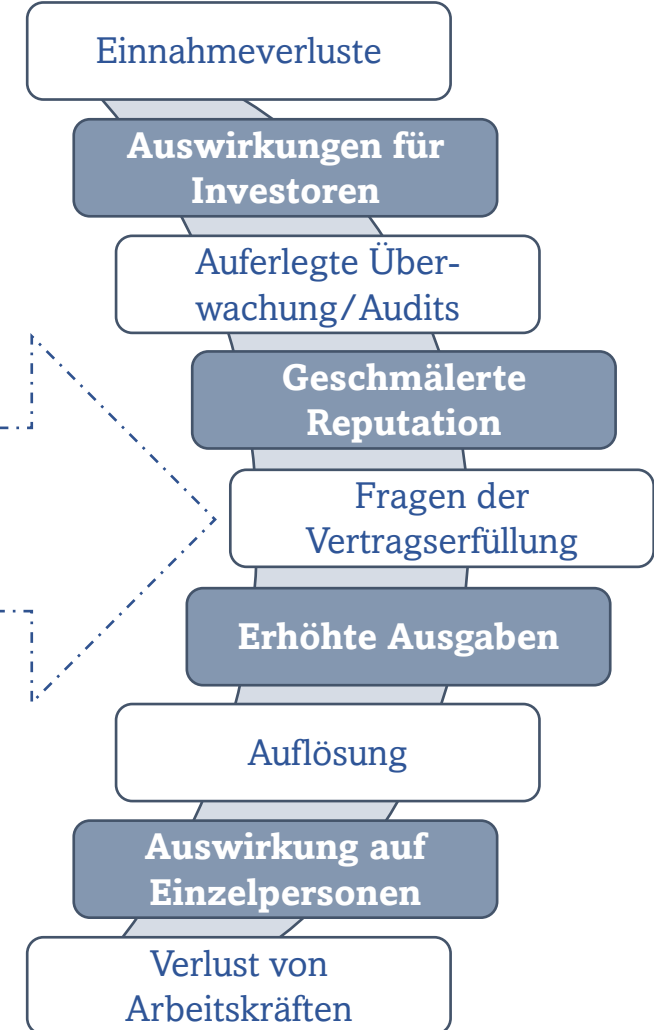 Einnahmeverluste
Auswirkungen für
Investoren
Auferlegte Über-
wachung/Audits
Geschmälerte
Reputation
Fragen der
Vertragserfüllung
Erhöhte Ausgaben
Auflösung
Auswirkung auf
Einzelpersonen
Verlust von
Arbeitskräften